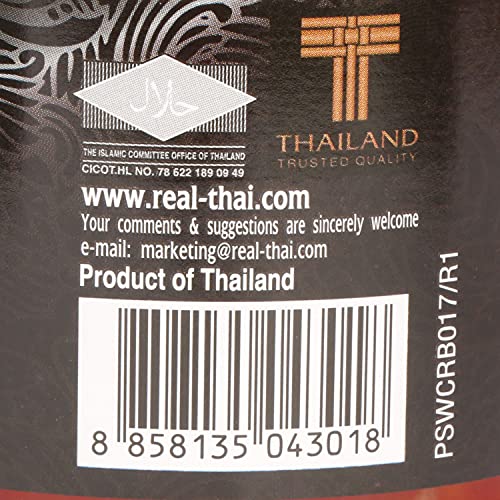 حلال
THE ISLAMIC COMMITTEE OFFICE OF THAILAND
CICOT.HL NO. 78 622 189 09 49
THAILAND
TRUSTED QUALITY
www.real-thai.com
Your comments & suggestions are sincerely welcome
e-mail: marketing@real-thai.com
Product of Thailand
8 858135 043018
PSWCRB017/R1